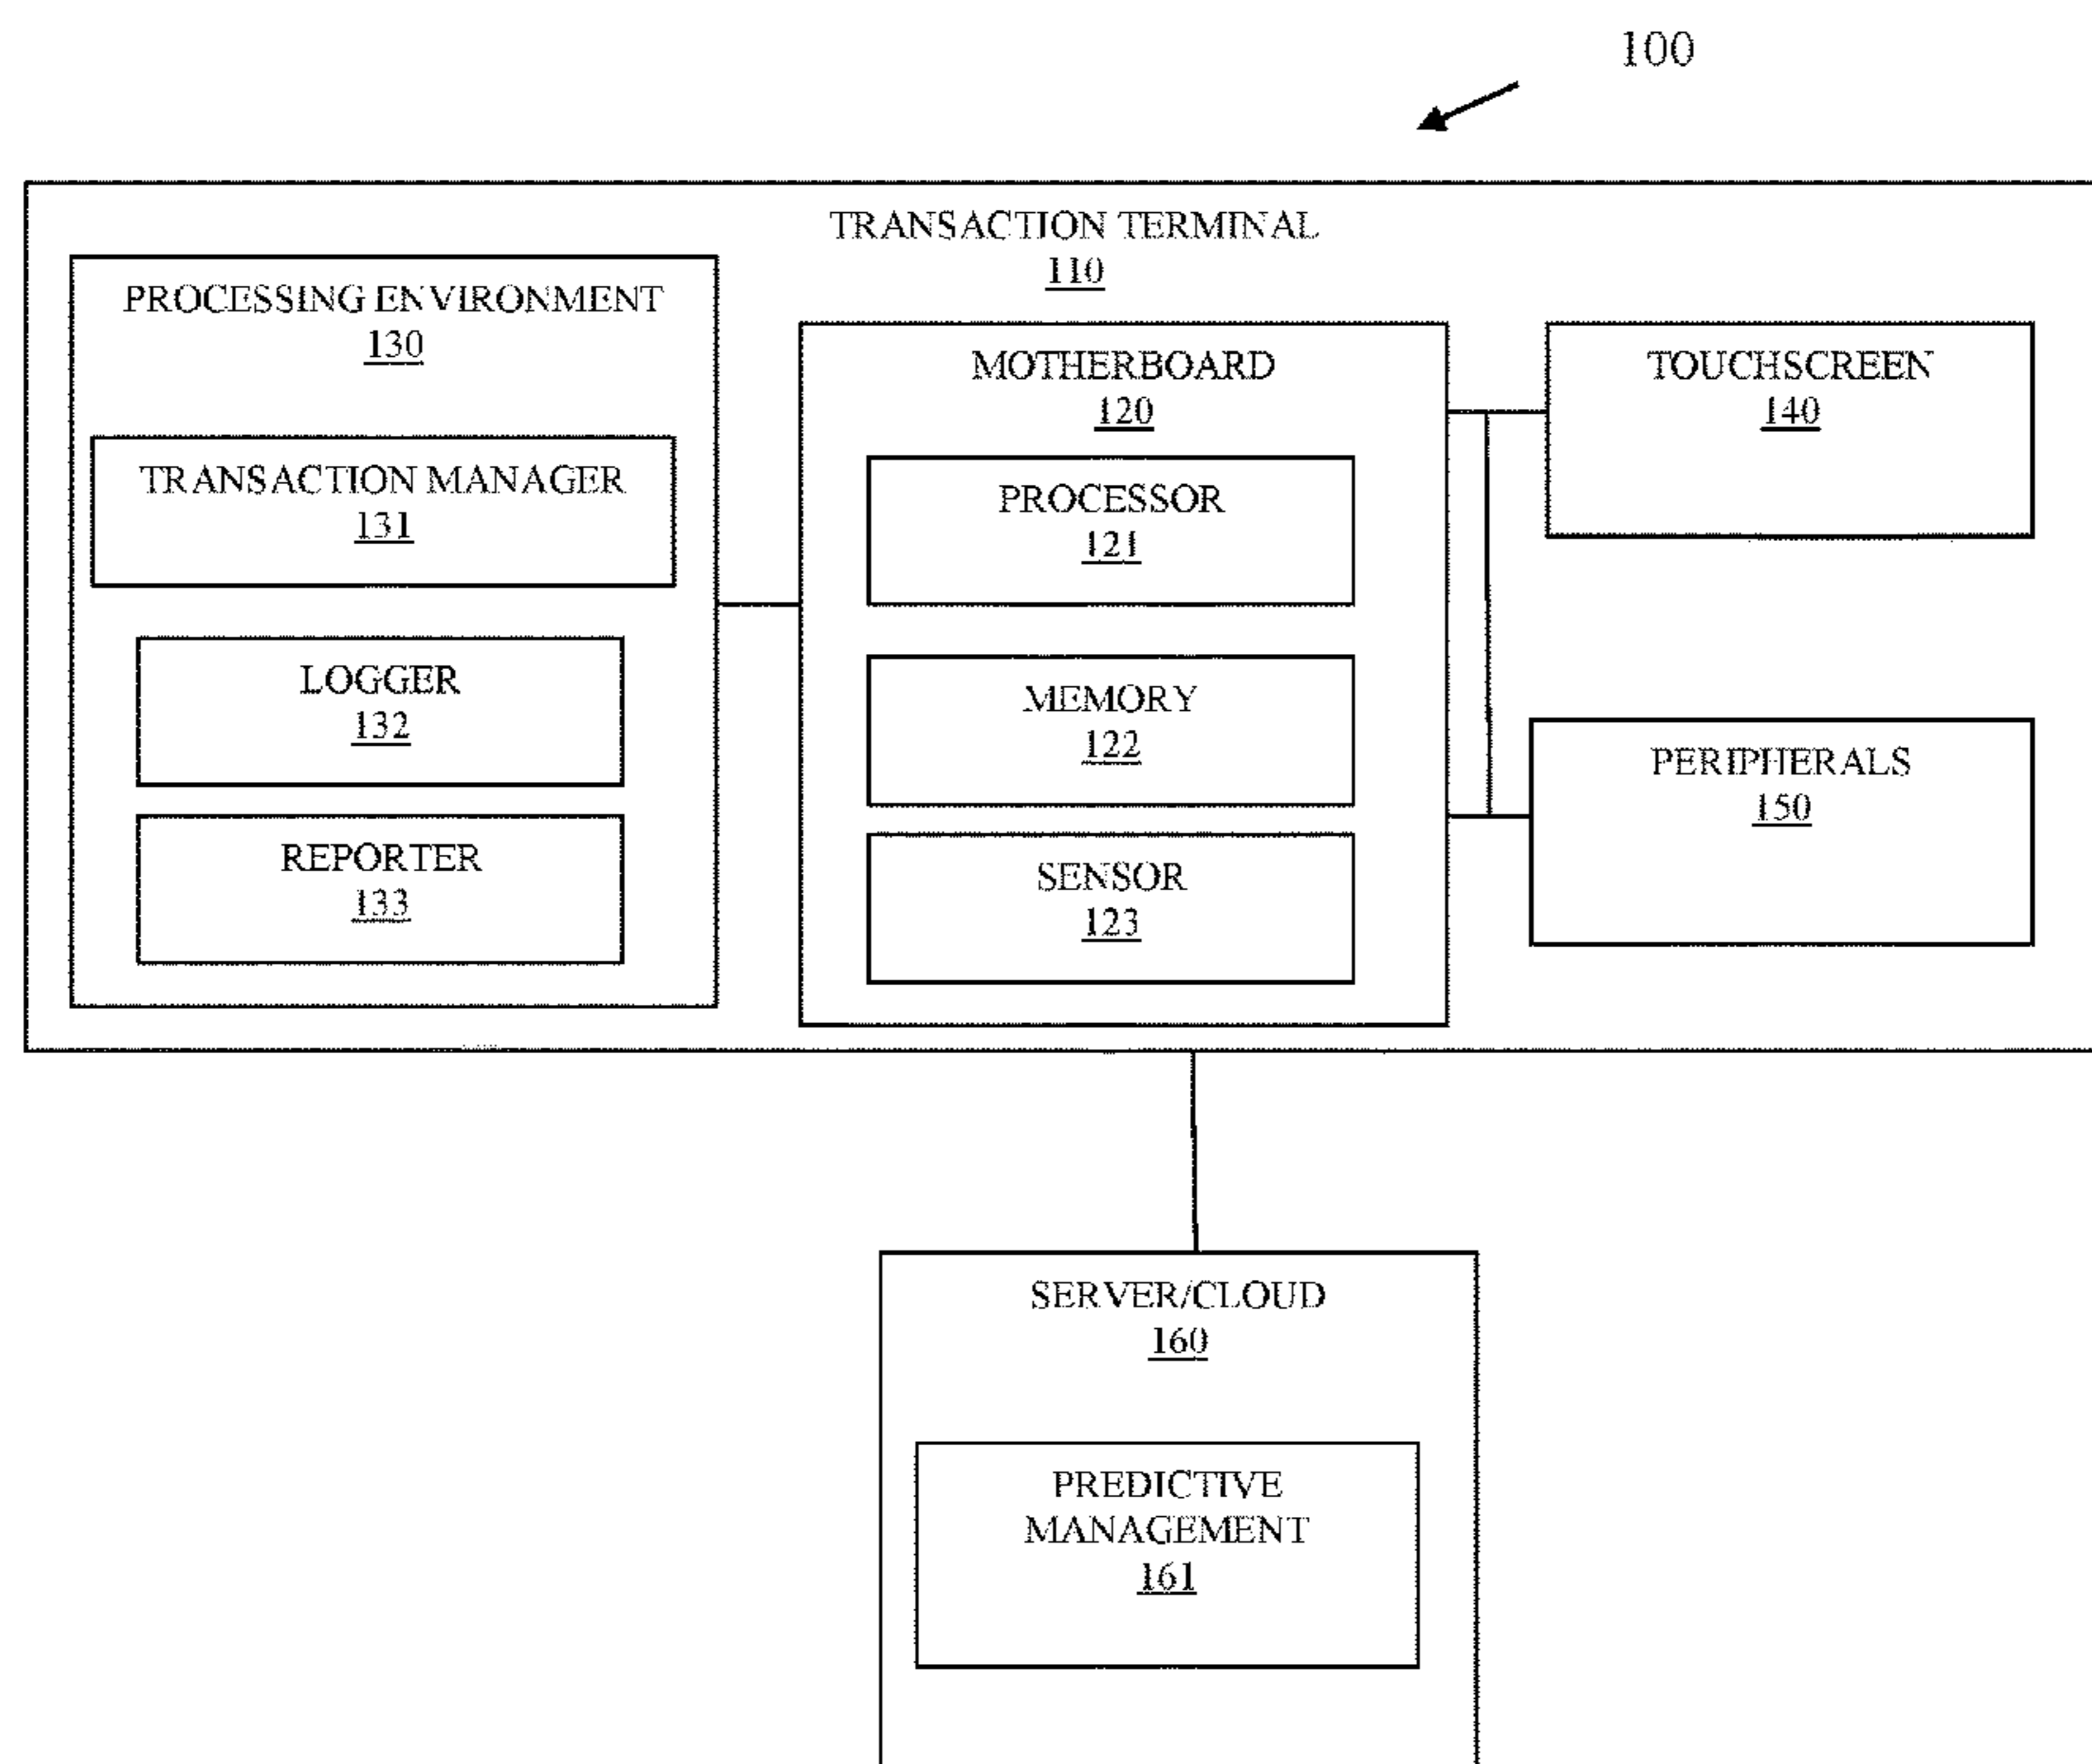 100
TRANSACTION TERMINAL
110
PROCESSING ENVIRONMENT
130
TRANSACTION MANAGER
131
LOGGER
132
REPORTER
133
MOTHERBOARD
120
PROCESSOR
121
MEMORY
122
SENSOR
123
TOUCHSCREEN
140
PERIPHERALS
150
SERVER/CLOUD
160
PREDICTIVE
MANAGEMENT
161